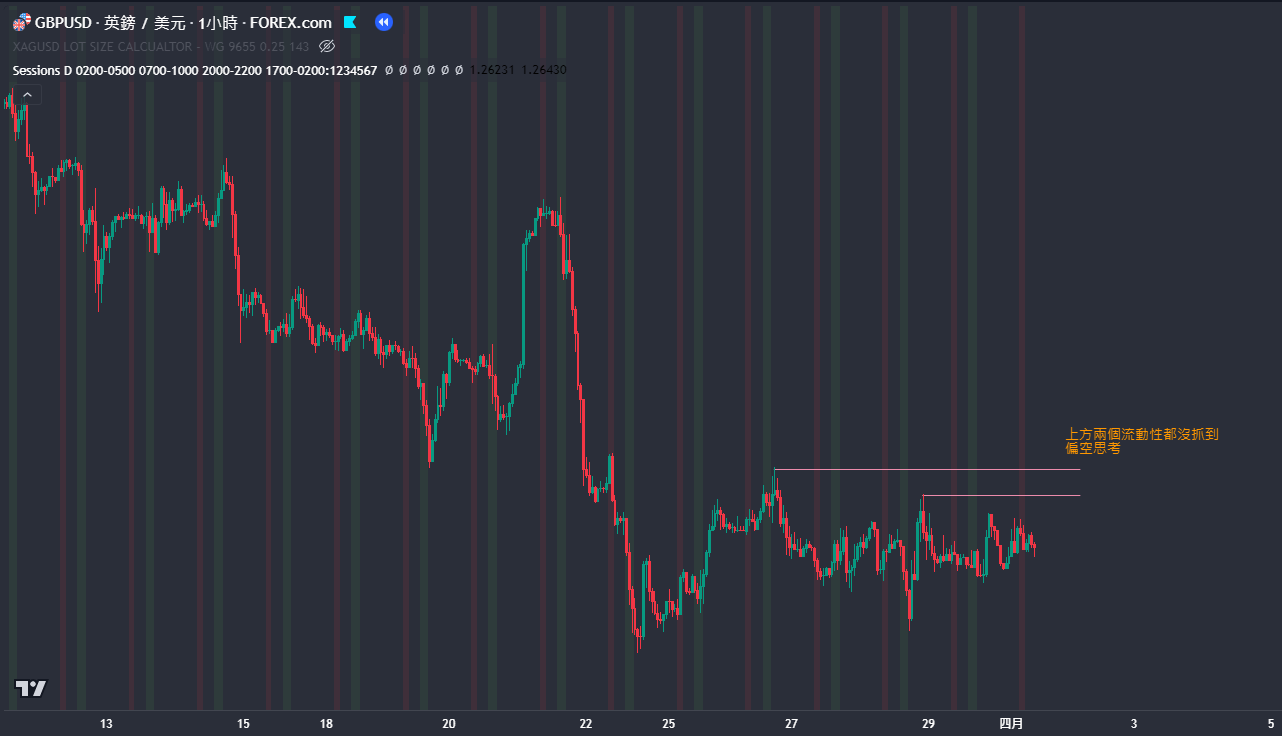 GBPUSD · 英鎊 / 美元 · 1小時 · FOREX.com
XAGUSD LOT SIZE CALCUALTOR - WG 9655 0.25 143
Sessions D 0200-0500 0700-1000 2000-2200 1700-0200:1234567 Ø Ø Ø Ø Ø Ø 1.26231 1.26430
上方兩個流動性都沒抓到
偏空思考
13 15 18 20 22 25 27 29 四月 3 5